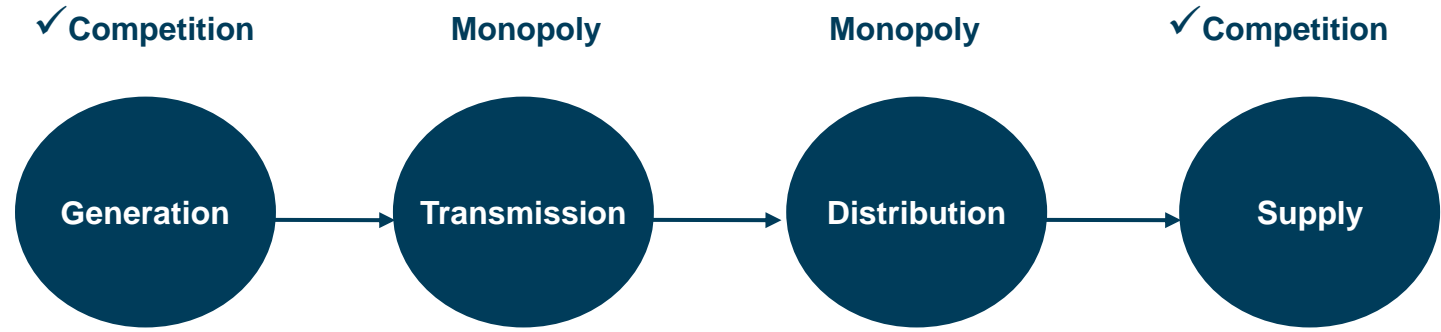 ✓Competition
Monopoly
Monopoly
✓Competition
Generation
Transmission
Distribution
Supply